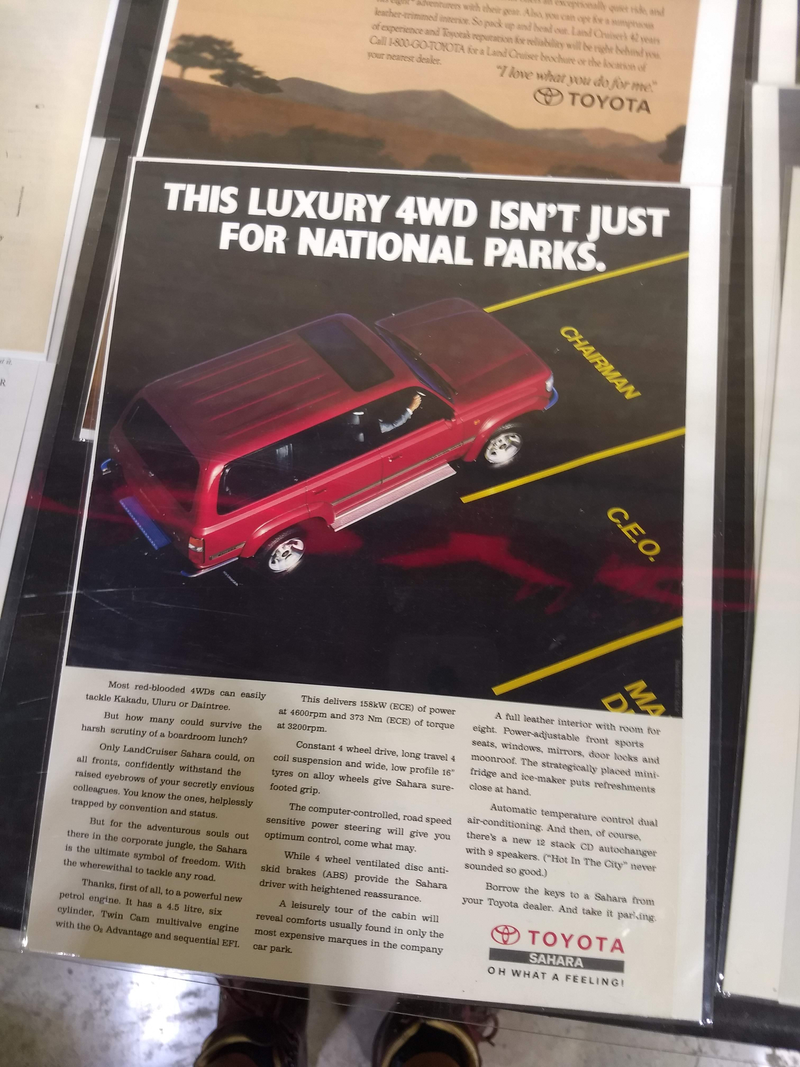 an exceptionally quiet ride, and
adventures with their gear. Also, you can opt for a sumptuous
leather-trimmed interior. So pack up and head out. Land Cruiser's 41 years
of experience and Toyota's reputation for reliability will be right behind you.
Call 1-800-GO-TOYOTA for a Land Cruiser brochure or the location of
your nearest dealer.
"I love what you do for me."
TOYOTA
THIS LUXURY 4WD ISN'T JUST
FOR NATIONAL PARKS.
CHAIRMAN
C.E.O.
MA
D
Most red-blooded 4WDs can easily
tackle Kakadu, Uluru or Daintree.
But how many could survive the
harsh scrutiny of a boardroom lunch?
Only LandCruiser Sahara could, on
all fronts, confidently withstand the
raised eyebrows of your secretly envious
colleagues. You know the ones, helplessly
trapped by convention and status.
But for the adventurous souls out
there in the corporate jungle, the Sahara
is the ultimate symbol of freedom. With
the wherewithal to tackle any road.
Thanks, first of all, to a powerful new
petrol engine. It has a 4.5 litre, six
cylinder, Twin Cam multivalve engine
with the O₂ Advantage and sequential EFI.
This delivers 158kW (ECE) of power
at 4600rpm and 373 Nm (ECE) of torque
at 3200rpm.
Constant 4 wheel drive, long travel 4
coil suspension and wide, low profile 16"
tyres on alloy wheels give Sahara sure-
footed grip.
The computer-controlled, road speed
sensitive power steering will give you
optimum control, come what may.
While 4 wheel ventilated disc anti-
skid brakes (ABS) provide the Sahara
driver with heightened reassurance.
A leisurely tour of the cabin will
reveal comforts usually found in only the
most expensive marques in the company
car park.
A full leather interior with room for
eight. Power-adjustable front sports
seats, windows, mirrors, door locks and
moonroof. The strategically placed mini-
fridge and ice-maker puts refreshments
close at hand.
Automatic temperature control dual
air-conditioning. And then, of course,
there's a new 12 stack CD autochanger
with 9 speakers. ("Hot In The City" never
sounded so good.)
Borrow the keys to a Sahara from
your Toyota dealer. And take it parking.
TOYOTA
SAHARA
OH WHAT A FEELING!